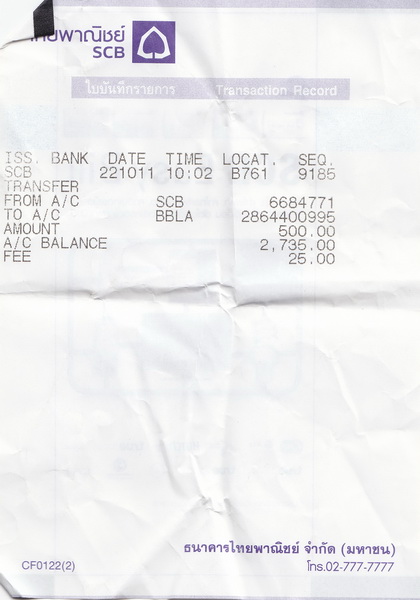 ไทยพาณิชย์
SCB
ใบบันทึกรายการ Transaction Record
ISS. BANK DATE TIME LOCAT. SEQ.
SCB 221011 10:02 B761 9185
TRANSFER
FROM A/C SCB 6684771
TO A/C BBLA 2864400995
AMOUNT 500.00
A/C BALANCE 2,735.00
FEE 25.00
ธนาคารไทยพาณิชย์ จำกัด (มหาชน)
CF0122(2) โทร.02-777-7777